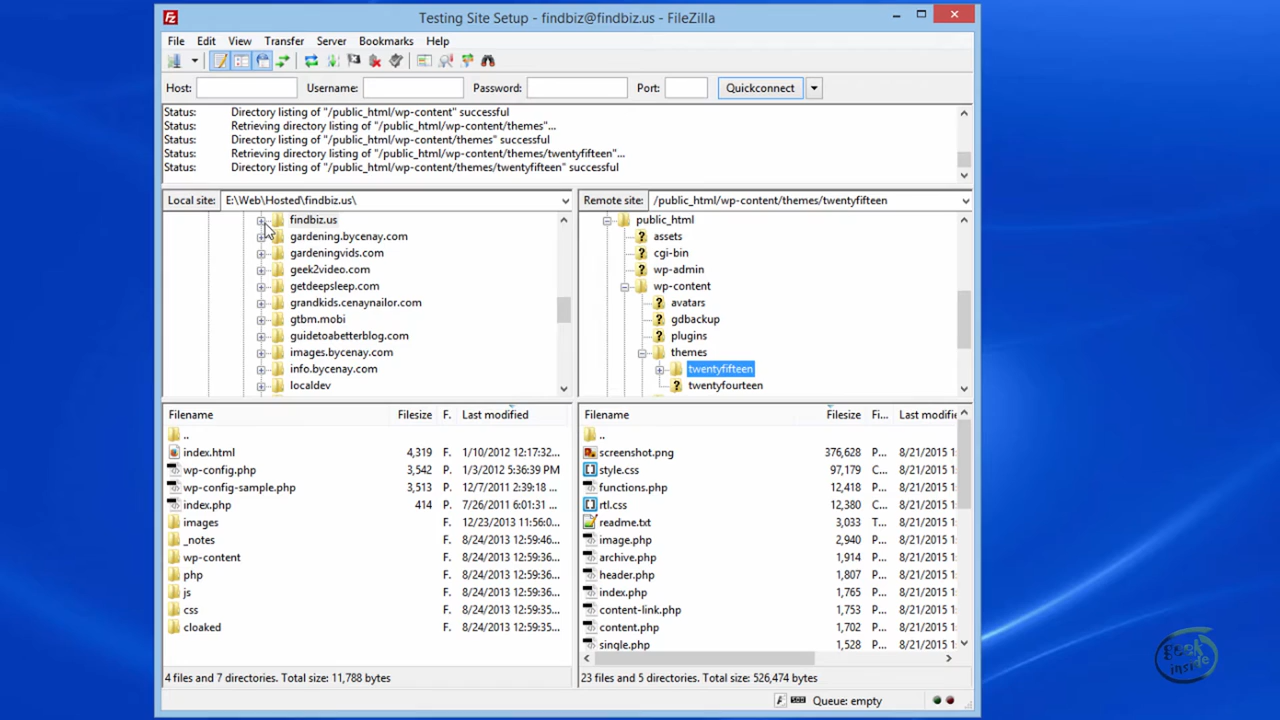 Testing Site Setup - findbiz@findbiz.us - FileZilla
File Edit View Transfer Server Bookmarks Help
Host: Username: Password: Port: Quickconnect
Status: Directory listing of "/public_html/wp-content" successful
Status: Retrieving directory listing of "/public_html/wp-content/themes"...
Status: Directory listing of "/public_html/wp-content/themes" successful
Status: Retrieving directory listing of "/public_html/wp-content/themes/twentyfifteen"...
Status: Directory listing of "/public_html/wp-content/themes/twentyfifteen" successful
Local site: E:\Web\Hosted\findbiz.us\
findbiz.us
gardening.bycenay.com
gardeningvids.com
geek2video.com
getdeepsleep.com
grandkids.cenaynailor.com
gtbm.mobi
guidetoabetterblog.com
images.bycenay.com
info.bycenay.com
localdev
Remote site: /public_html/wp-content/themes/twentyfifteen
public_html
assets
cgi-bin
wp-admin
wp-content
avatars
gdbackup
plugins
themes
twentyfifteen
twentyfourteen
Filename Filesize F. Last modified
..
index.html 4,319 F. 1/10/2012 12:17:32...
wp-config.php 3,542 P. 1/3/2012 5:36:39 PM
wp-config-sample.php 3,513 P. 12/7/2011 2:39:18 ...
index.php 414 P. 7/26/2011 6:01:31 ...
images F. 12/23/2013 11:56:0...
_notes F. 8/24/2013 12:59:46...
wp-content F. 8/24/2013 12:59:36...
php F. 8/24/2013 12:59:36...
js F. 8/24/2013 12:59:36...
css F. 8/24/2013 12:59:35...
cloaked F. 8/24/2013 12:59:35...
4 files and 7 directories. Total size: 11,788 bytes
Filename Filesize Fi... Last modifie
..
screenshot.png 376,628 F... 8/21/2015 1:
style.css 97,179 C... 8/21/2015 1:
functions.php 12,418 P... 8/21/2015 1:
rtl.css 12,380 C... 8/21/2015 1:
readme.txt 3,033 T... 8/21/2015 1:
image.php 2,940 P... 8/21/2015 1:
archive.php 1,914 P... 8/21/2015 1:
header.php 1,807 P... 8/21/2015 1:
index.php 1,765 P... 8/21/2015 1:
content-link.php 1,753 P... 8/21/2015 1:
content.php 1,702 P... 8/21/2015 1:
single.php 1,528 P... 8/21/2015 1:
23 files and 5 directories. Total size: 526,474 bytes
Queue: empty
geek
inside